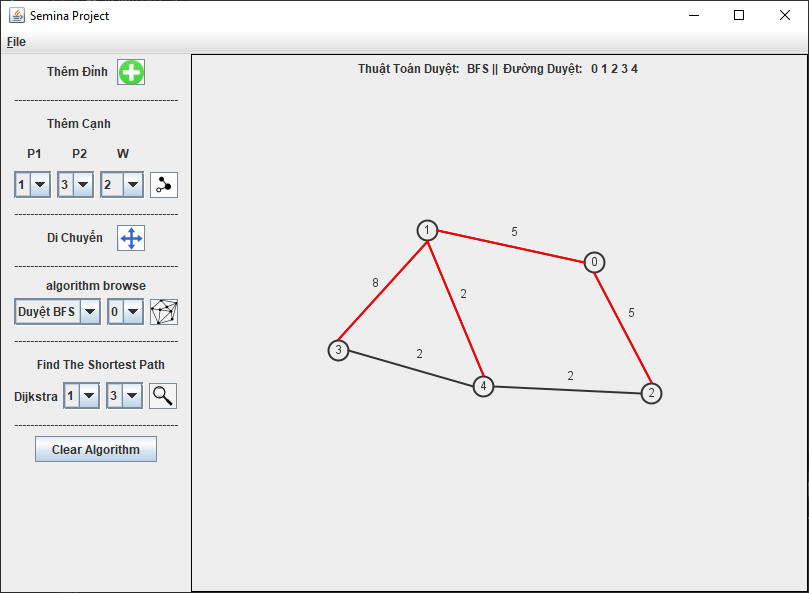 Semina Project
File
Thêm Đỉnh
Thuật Toán Duyệt: BFS || Đường Duyệt: 0 1 2 3 4
Thêm Cạnh
P1 P2 W
1 3 2
Di Chuyển
algorithm browse
Duyệt BFS 0
Find The Shortest Path
Dijkstra 1 3
Clear Algorithm
1
5
0
8
2
5
3
2
4
2
2